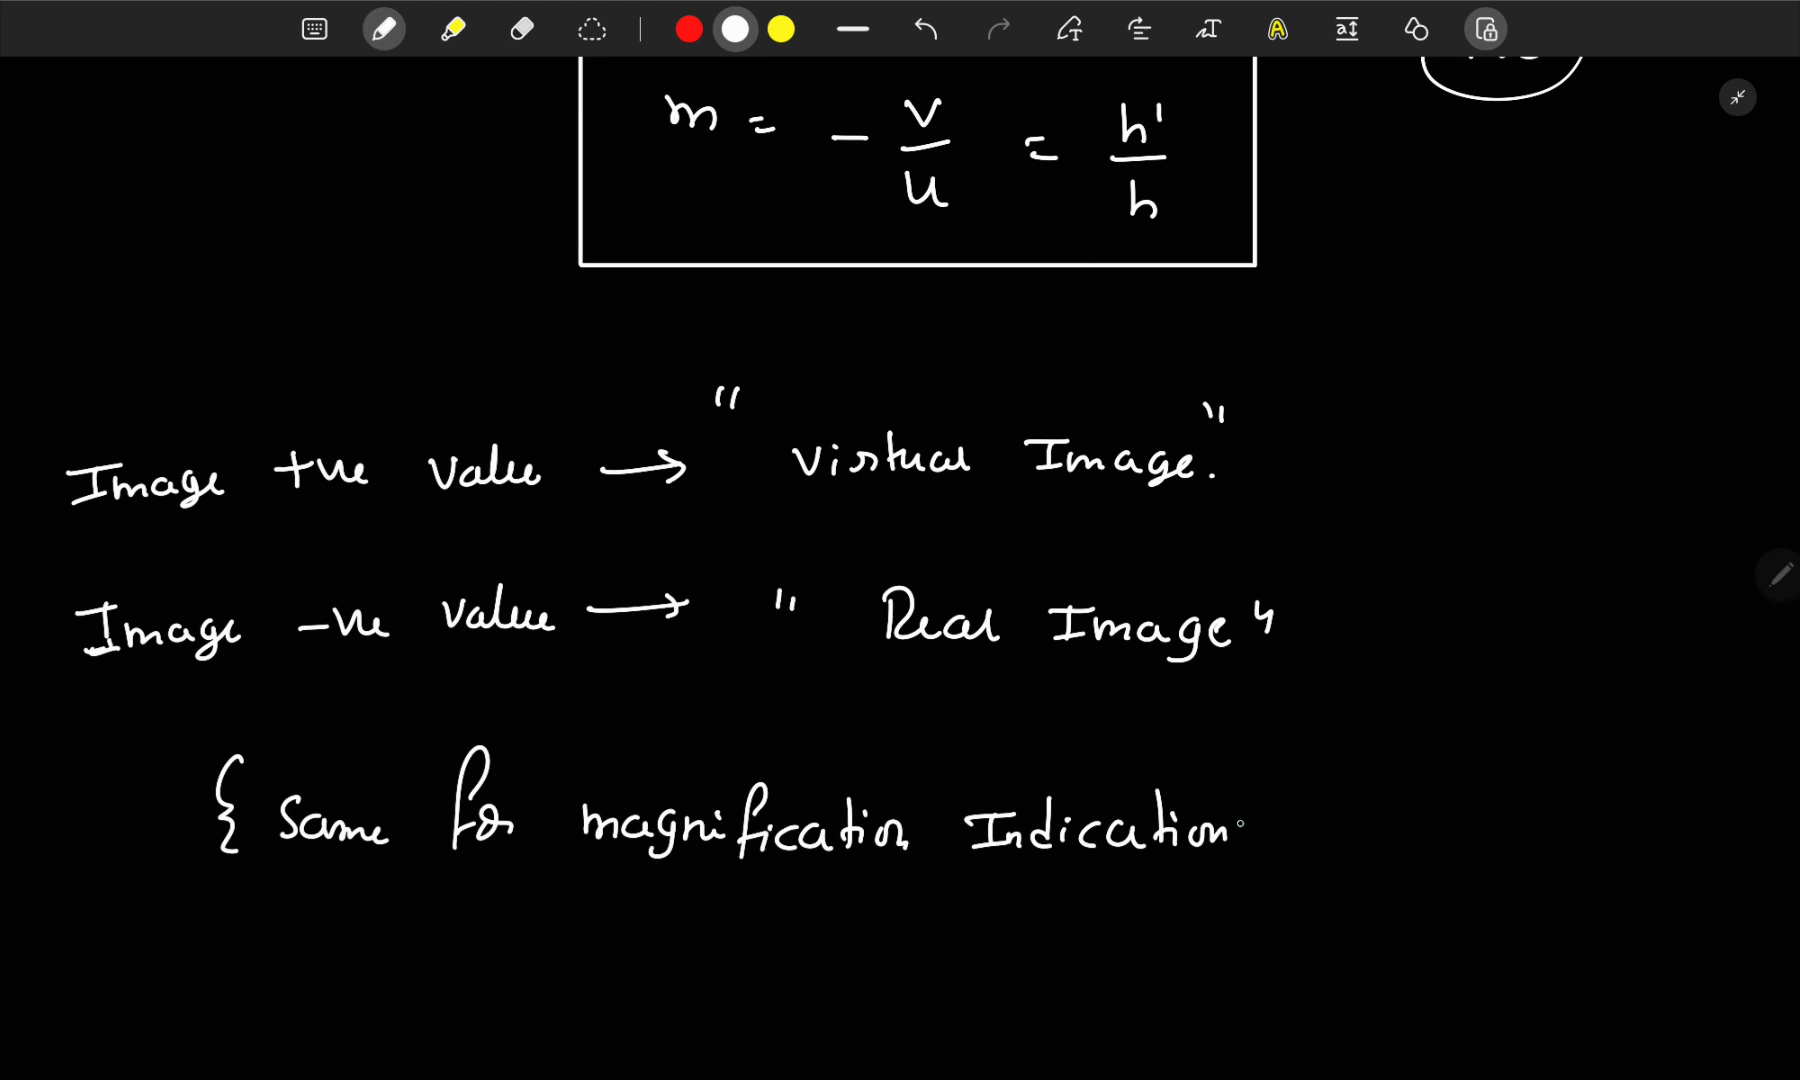 m = - v/u = h'/h
Image +ve value → " virtual Image."
Image -ve value → " Real Image "
{ Same for magnification Indication.